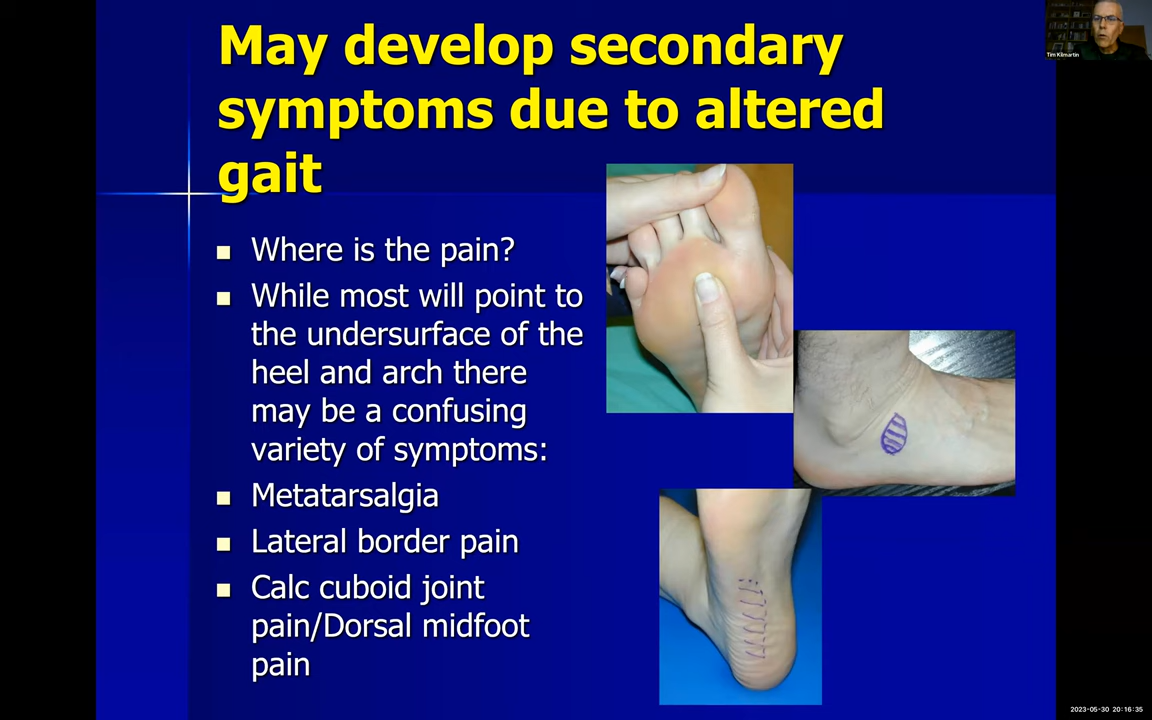 May develop secondary
symptoms due to altered
gait
Where is the pain?
While most will point to
the undersurface of the
heel and arch there
may be a confusing
variety of symptoms:
Metatarsalgia
Lateral border pain
Calc cuboid joint
pain/Dorsal midfoot
pain
Tim Kilmartin
2023-05-30 20:16:35